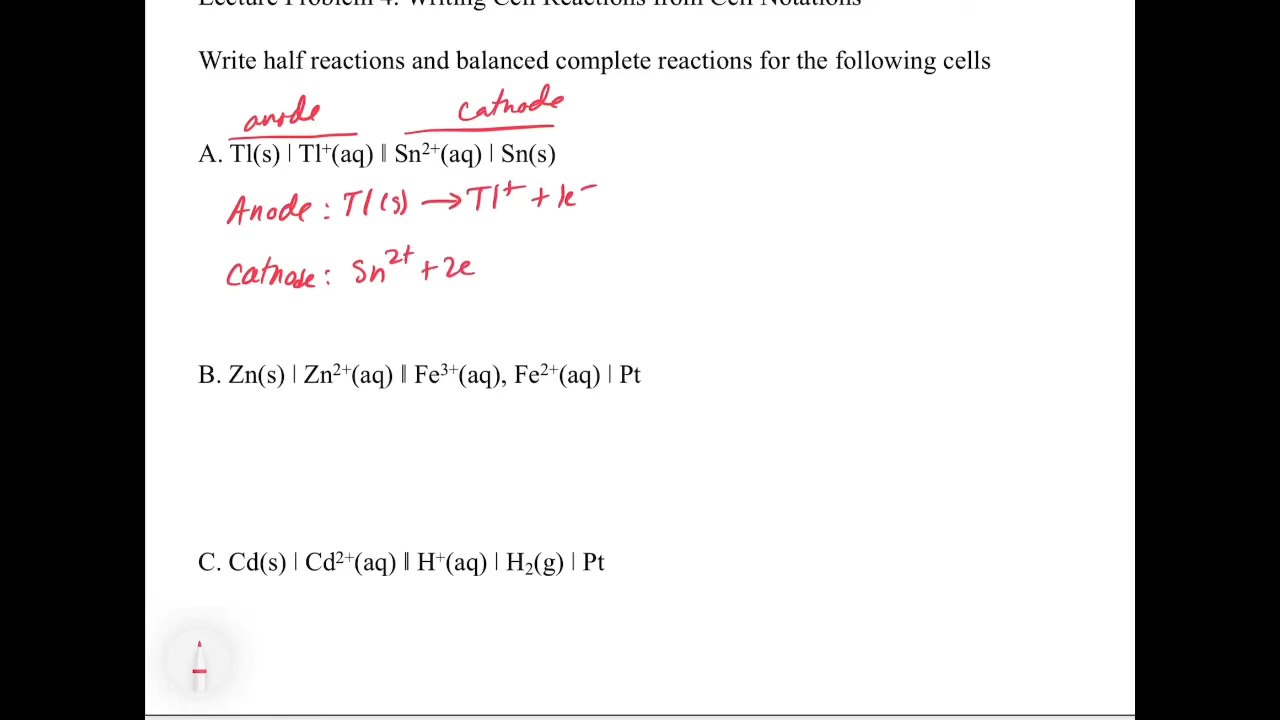 Lecture Problem 4: Writing Cell Reactions from Cell Notations
Write half reactions and balanced complete reactions for the following cells
anode cathode
A. Tl(s) | Tl⁺(aq) ‖ Sn²⁺(aq) | Sn(s)
Anode: Tl(s) → Tl⁺ + 1e⁻
Cathode: Sn²⁺ + 2e
B. Zn(s) | Zn²⁺(aq) ‖ Fe³⁺(aq), Fe²⁺(aq) | Pt
C. Cd(s) | Cd²⁺(aq) ‖ H⁺(aq) | H₂(g) | Pt